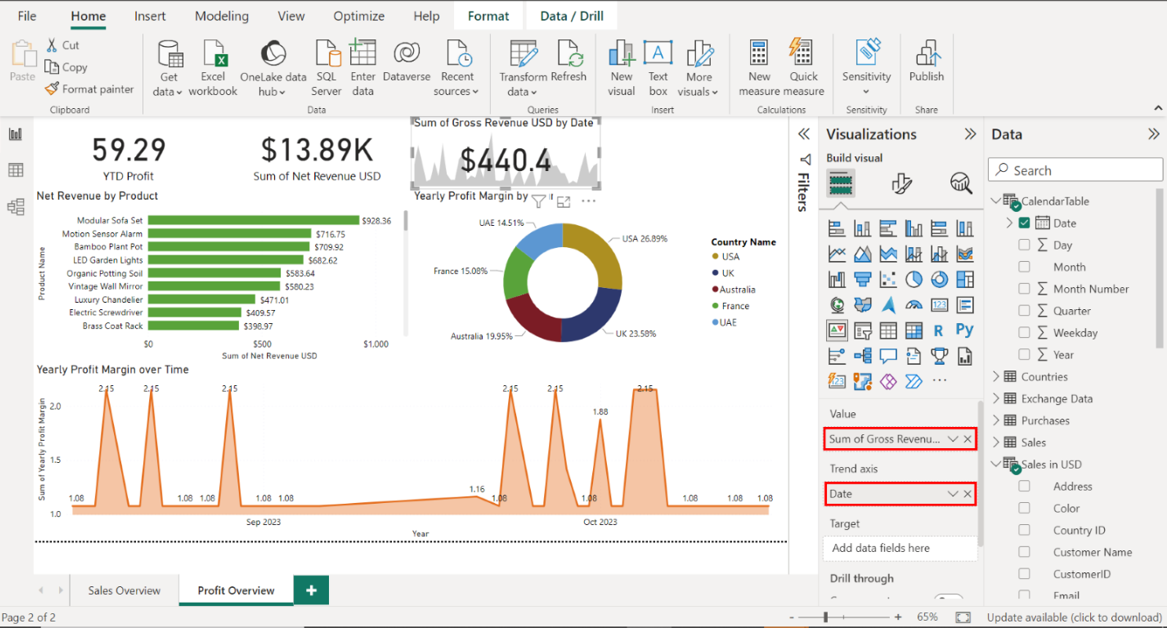 File Home Insert Modeling View Optimize Help Format Data / Drill
Paste
Cut
Copy
Format painter
Clipboard
Get data
Excel workbook
OneLake data hub
SQL Server
Enter data
Dataverse
Recent sources
Data
Transform data
Refresh
Queries
New visual
Text box
More visuals
Insert
New measure
Quick measure
Calculations
Sensitivity
Sensitivity
Publish
Share
59.29
YTD Profit
$13.89K
Sum of Net Revenue USD
Sum of Gross Revenue USD by Date
$440.4
Net Revenue by Product
Product Name
Modular Sofa Set $928.36
Motion Sensor Alarm $716.75
Bamboo Plant Pot $709.92
LED Garden Lights $682.62
Organic Potting Soil $583.64
Vintage Wall Mirror $580.23
Luxury Chandelier $471.01
Electric Screwdriver $409.57
Brass Coat Rack $398.97
$0 $500 $1.000
Sum of Net Revenue USD
Yearly Profit Margin by
UAE 14.51%
USA 26.89%
France 15.08%
Australia 19.95%
UK 23.58%
Country Name
USA
UK
Australia
France
UAE
Yearly Profit Margin over Time
Sum of Yearly Profit Margin
2.0
1.5
1.0
2.15 2.15 2.15 2.15 2.15 2.15
1.88
1.16
1.08 1.08 1.08 1.08 1.08 1.08 1.08 1.08 1.08 1.08
Sep 2023 Oct 2023
Year
Filters
Visualizations
Build visual
R Py
Value
Sum of Gross Revenu...
Trend axis
Date
Target
Add data fields here
Drill through
Data
Search
CalendarTable
Date
Day
Month
Month Number
Quarter
Weekday
Year
Countries
Exchange Data
Purchases
Sales
Sales in USD
Address
Color
Country ID
Customer Name
CustomerID
Email
Sales Overview Profit Overview +
Page 2 of 2
- + 65%
Update available (click to download)